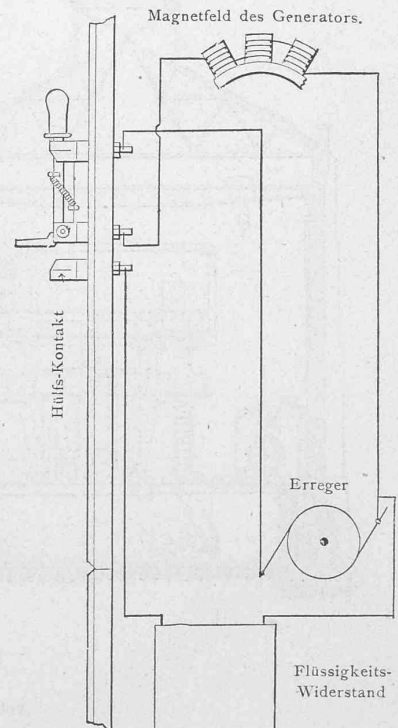 Magnetfeld des Generators.
Hülfs-Kontakt
Erreger
Flüssigkeits-
Widerstand